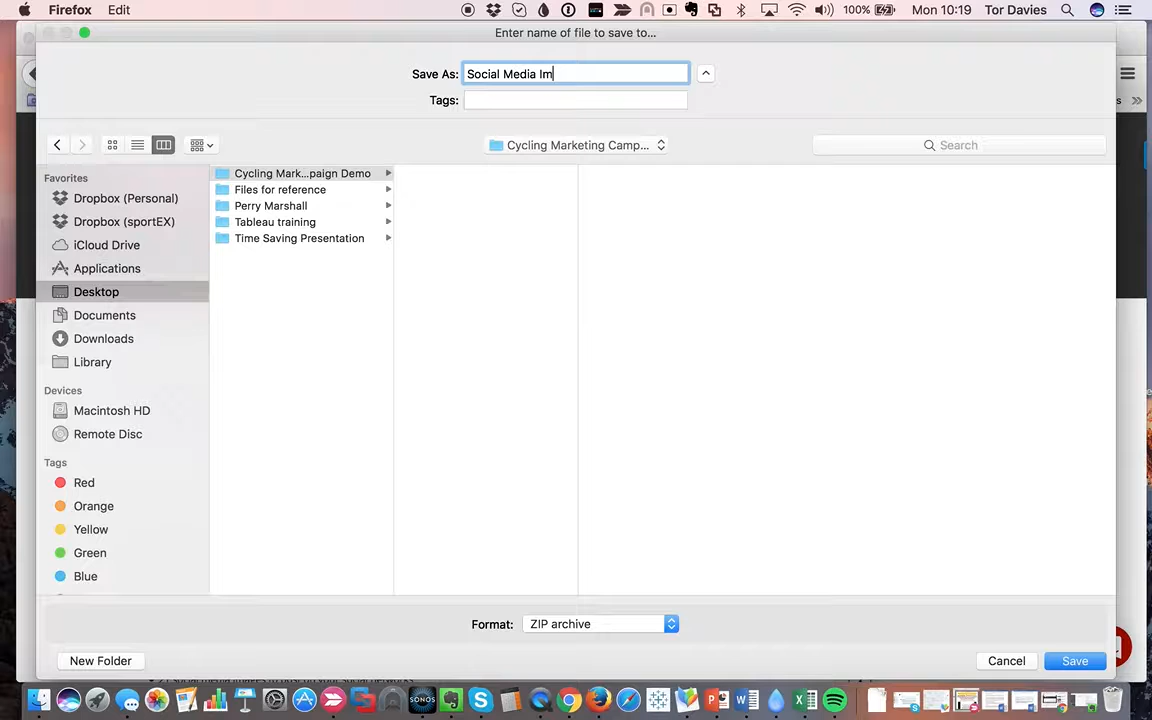 Firefox Edit 100% Mon 10:19 Tor Davies
Enter name of file to save to...
Save As: Social Media Im
Tags:
Cycling Marketing Camp... Search
Favorites
Dropbox (Personal)
Dropbox (sportEX)
iCloud Drive
Applications
Desktop
Documents
Downloads
Library
Devices
Macintosh HD
Remote Disc
Tags
Red
Orange
Yellow
Green
Blue
Cycling Mark...paign Demo
Files for reference
Perry Marshall
Tableau training
Time Saving Presentation
Format: ZIP archive
New Folder Cancel Save
SONOS